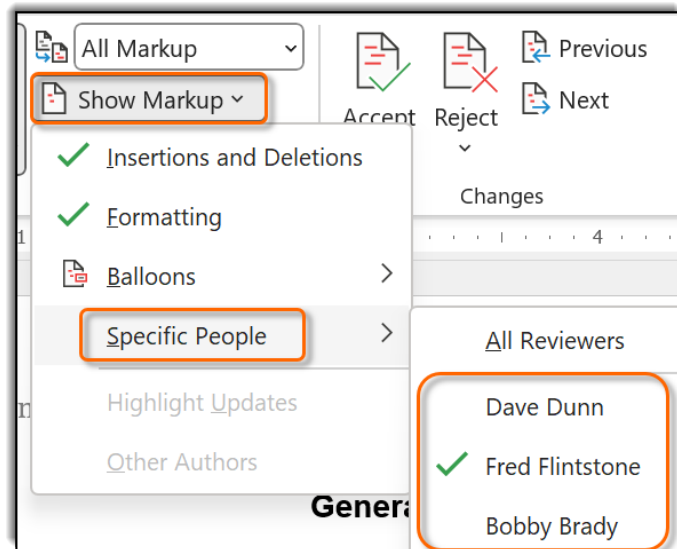 All Markup
Show Markup
Accept
Reject
Previous
Next
Changes
Insertions and Deletions
Formatting
Balloons
Specific People
Highlight Updates
Other Authors
All Reviewers
Dave Dunn
Fred Flintstone
Bobby Brady
1
4